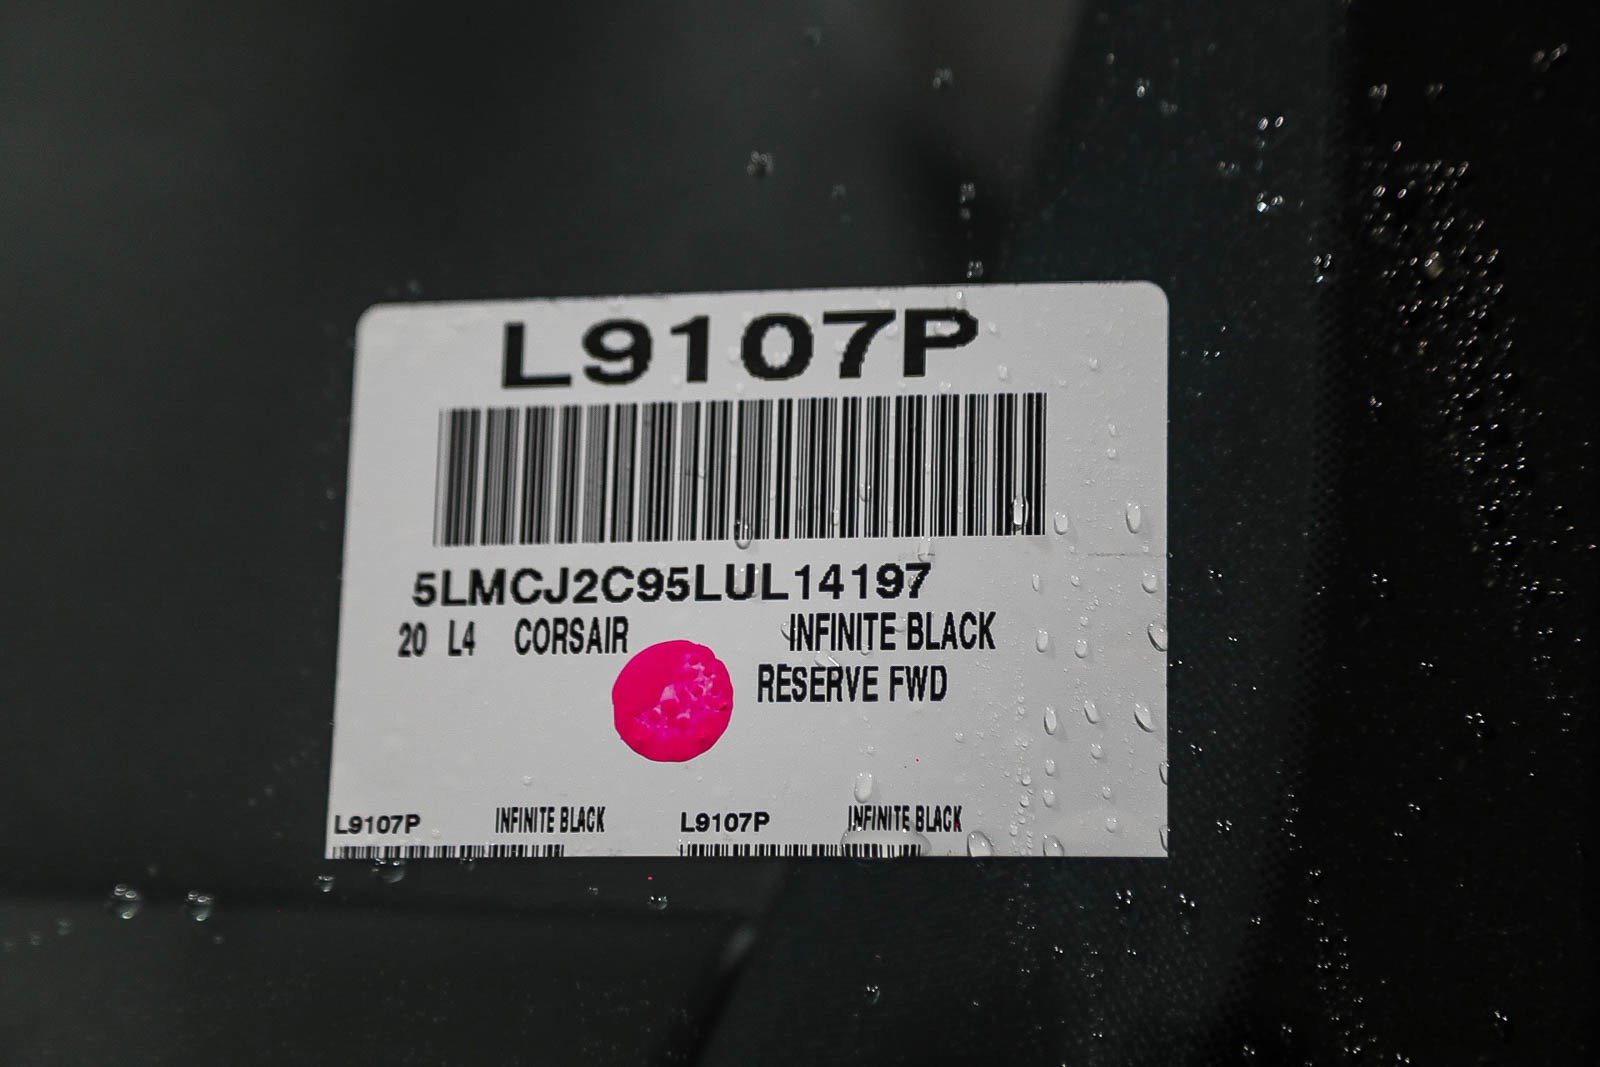 L9107P
5LMCJ2C95LUL14197
20 L4 CORSAIR INFINITE BLACK
RESERVE FWD
L9107P INFINITE BLACK L9107P INFINITE BLACK